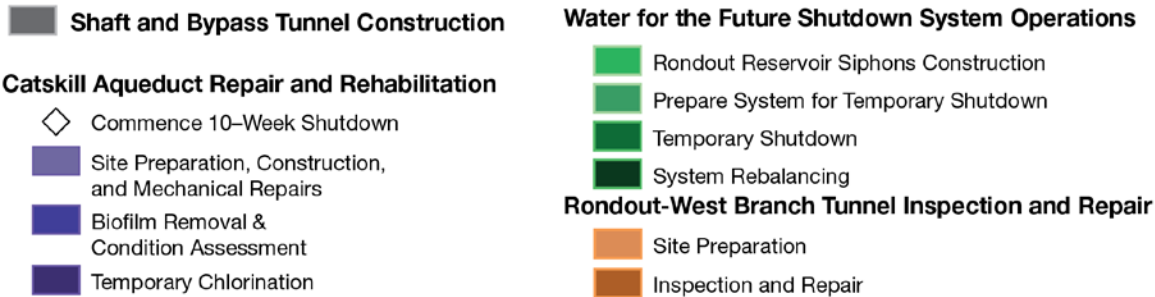 Shaft and Bypass Tunnel Construction
Catskill Aqueduct Repair and Rehabilitation
Commence 10–Week Shutdown
Site Preparation, Construction,
and Mechanical Repairs
Biofilm Removal &
Condition Assessment
Temporary Chlorination
Water for the Future Shutdown System Operations
Rondout Reservoir Siphons Construction
Prepare System for Temporary Shutdown
Temporary Shutdown
System Rebalancing
Rondout-West Branch Tunnel Inspection and Repair
Site Preparation
Inspection and Repair